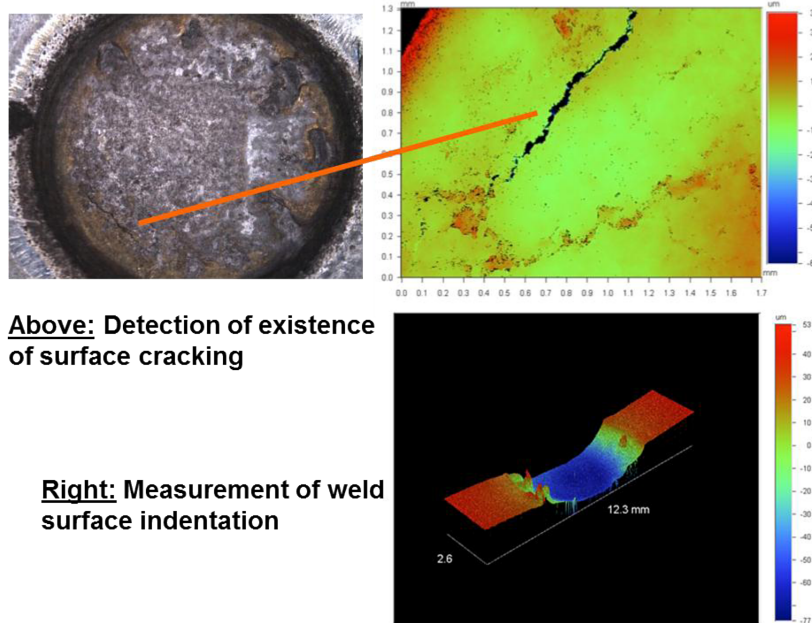 mm
1.3
1.2
1.1
1.0
0.9
0.8
0.7
0.6
0.5
0.4
0.3
0.2
0.1
0.0
0.0 0.1 0.2 0.3 0.4 0.5 0.6 0.7 0.8 0.9 1.0 1.1 1.2 1.3 1.4 1.5 1.7
mm
um
Above: Detection of existence
of surface cracking
Right: Measurement of weld
surface indentation
12.3 mm
2.6
um
53
40
30
20
10
0
-10
-20
-30
-40
-50
-60
-77